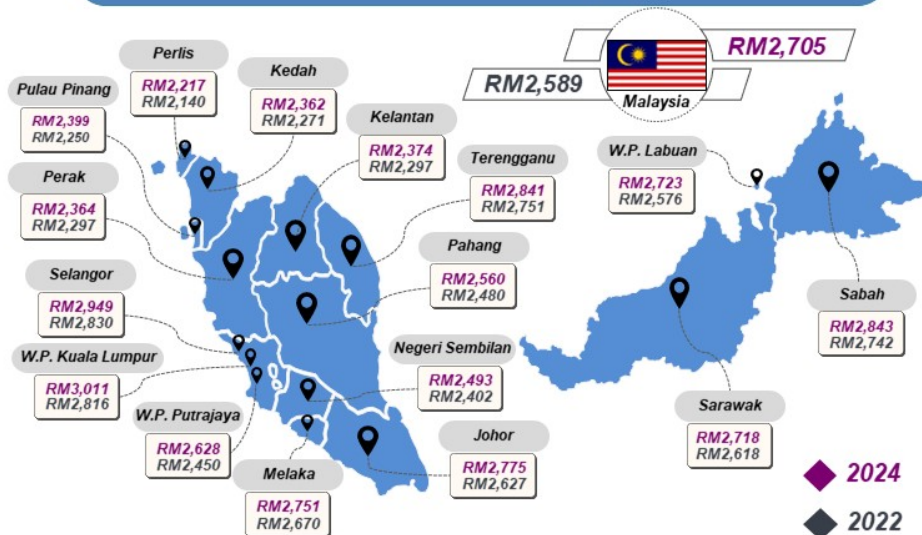 RM2,705
RM2,589
Malaysia
Perlis
RM2,217
RM2,140
Kedah
RM2,362
RM2,271
Pulau Pinang
RM2,399
RM2,250
Kelantan
RM2,374
RM2,297
Perak
RM2,364
RM2,297
Terengganu
RM2,841
RM2,751
Pahang
RM2,560
RM2,480
Selangor
RM2,949
RM2,830
W.P. Kuala Lumpur
RM3,011
RM2,816
W.P. Putrajaya
RM2,628
RM2,450
Negeri Sembilan
RM2,493
RM2,402
Melaka
RM2,751
RM2,670
Johor
RM2,775
RM2,627
W.P. Labuan
RM2,723
RM2,576
Sabah
RM2,843
RM2,742
Sarawak
RM2,718
RM2,618
2024
2022